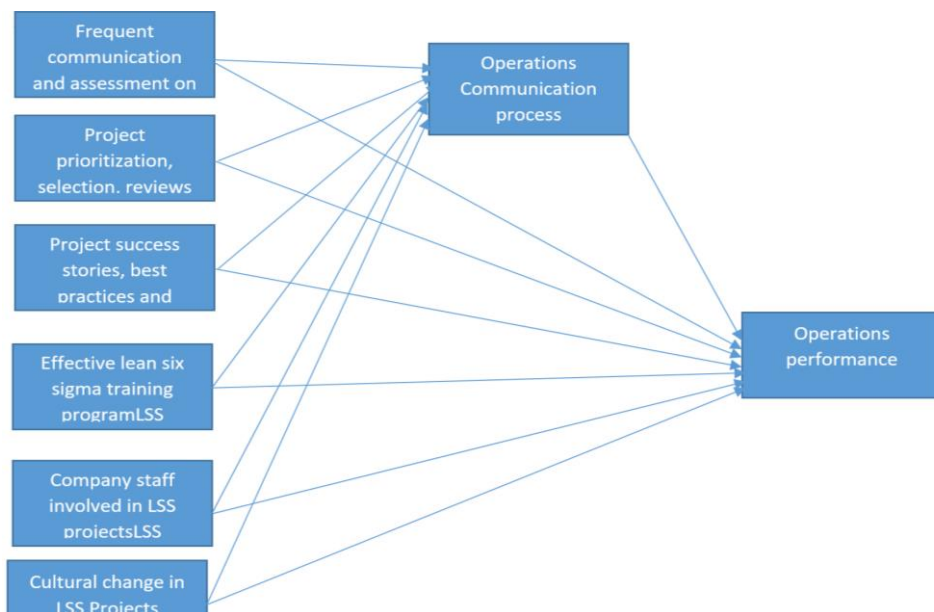 Frequent
communication
and assessment on
Project
prioritization,
selection. reviews
Project success
stories, best
practices and
Effective lean six
sigma training
programLSS
Company staff
involved in LSS
projectsLSS
Cultural change in
LSS Projects
Operations
Communication
process
Operations
performance